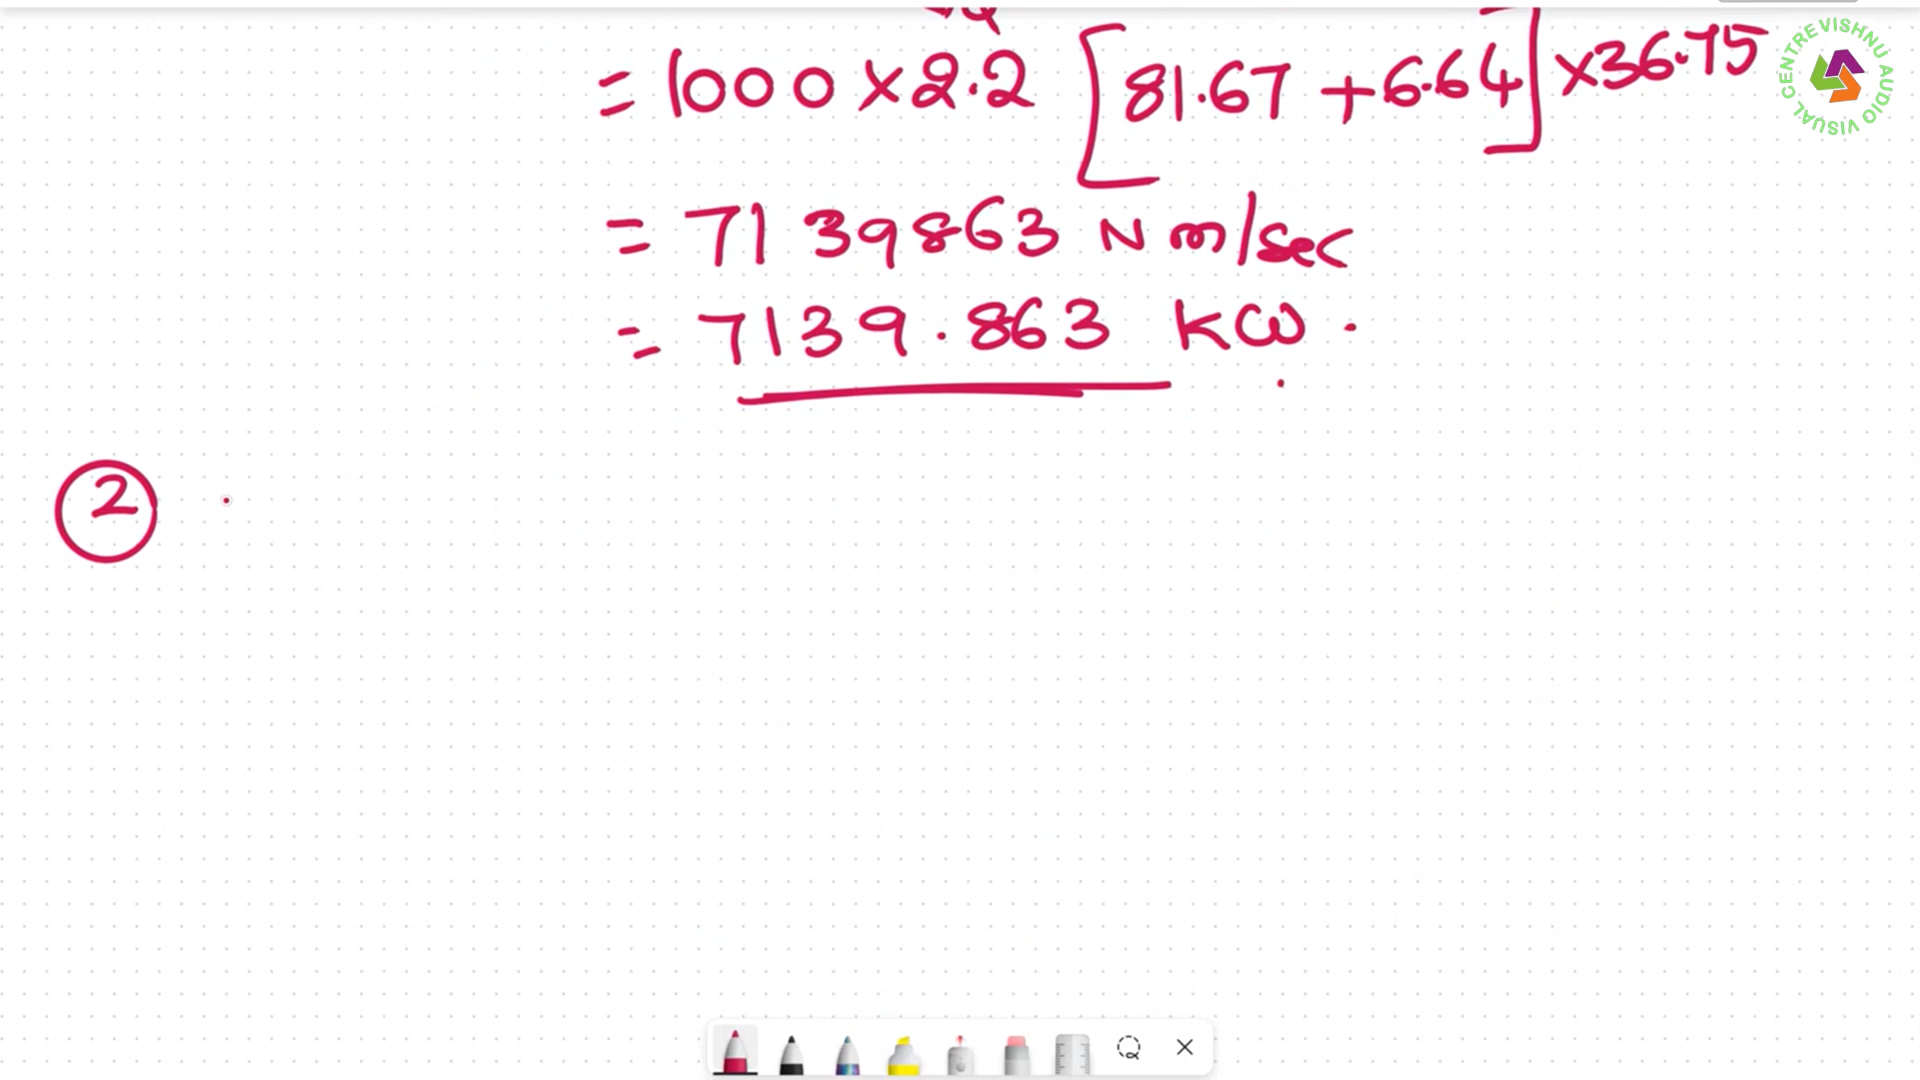 = 1000 × 2.2 [81.67 + 6.64] × 36.75
= 7139863 Nm/sec
= 7139.863 KW.
2
VISHNU AUDIO VISUAL CENTRE